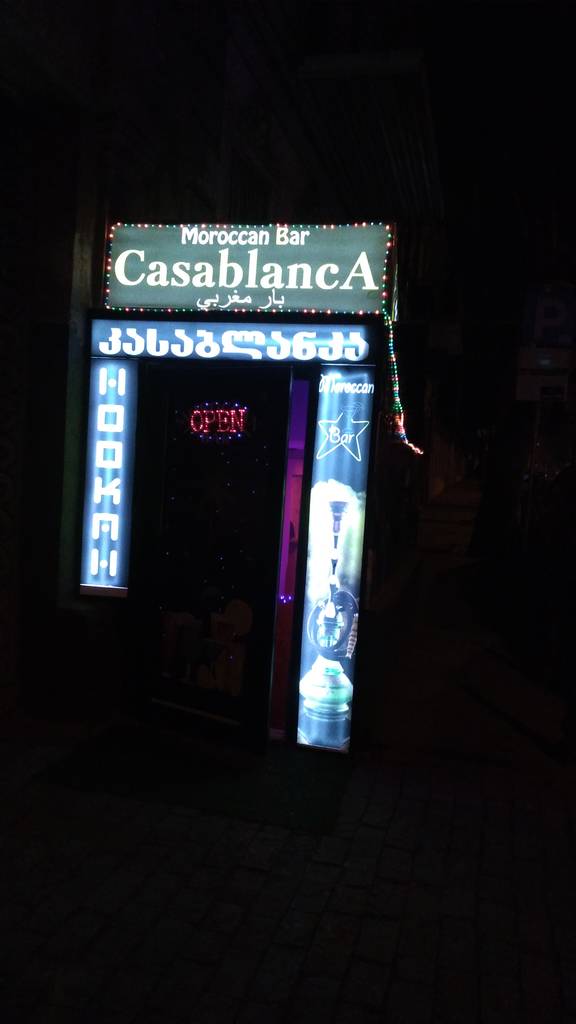 Moroccan Bar
CasablancA
بار مغربي
კასაბლანკა
HOOKAH
OPEN
Moroccan
Bar
P